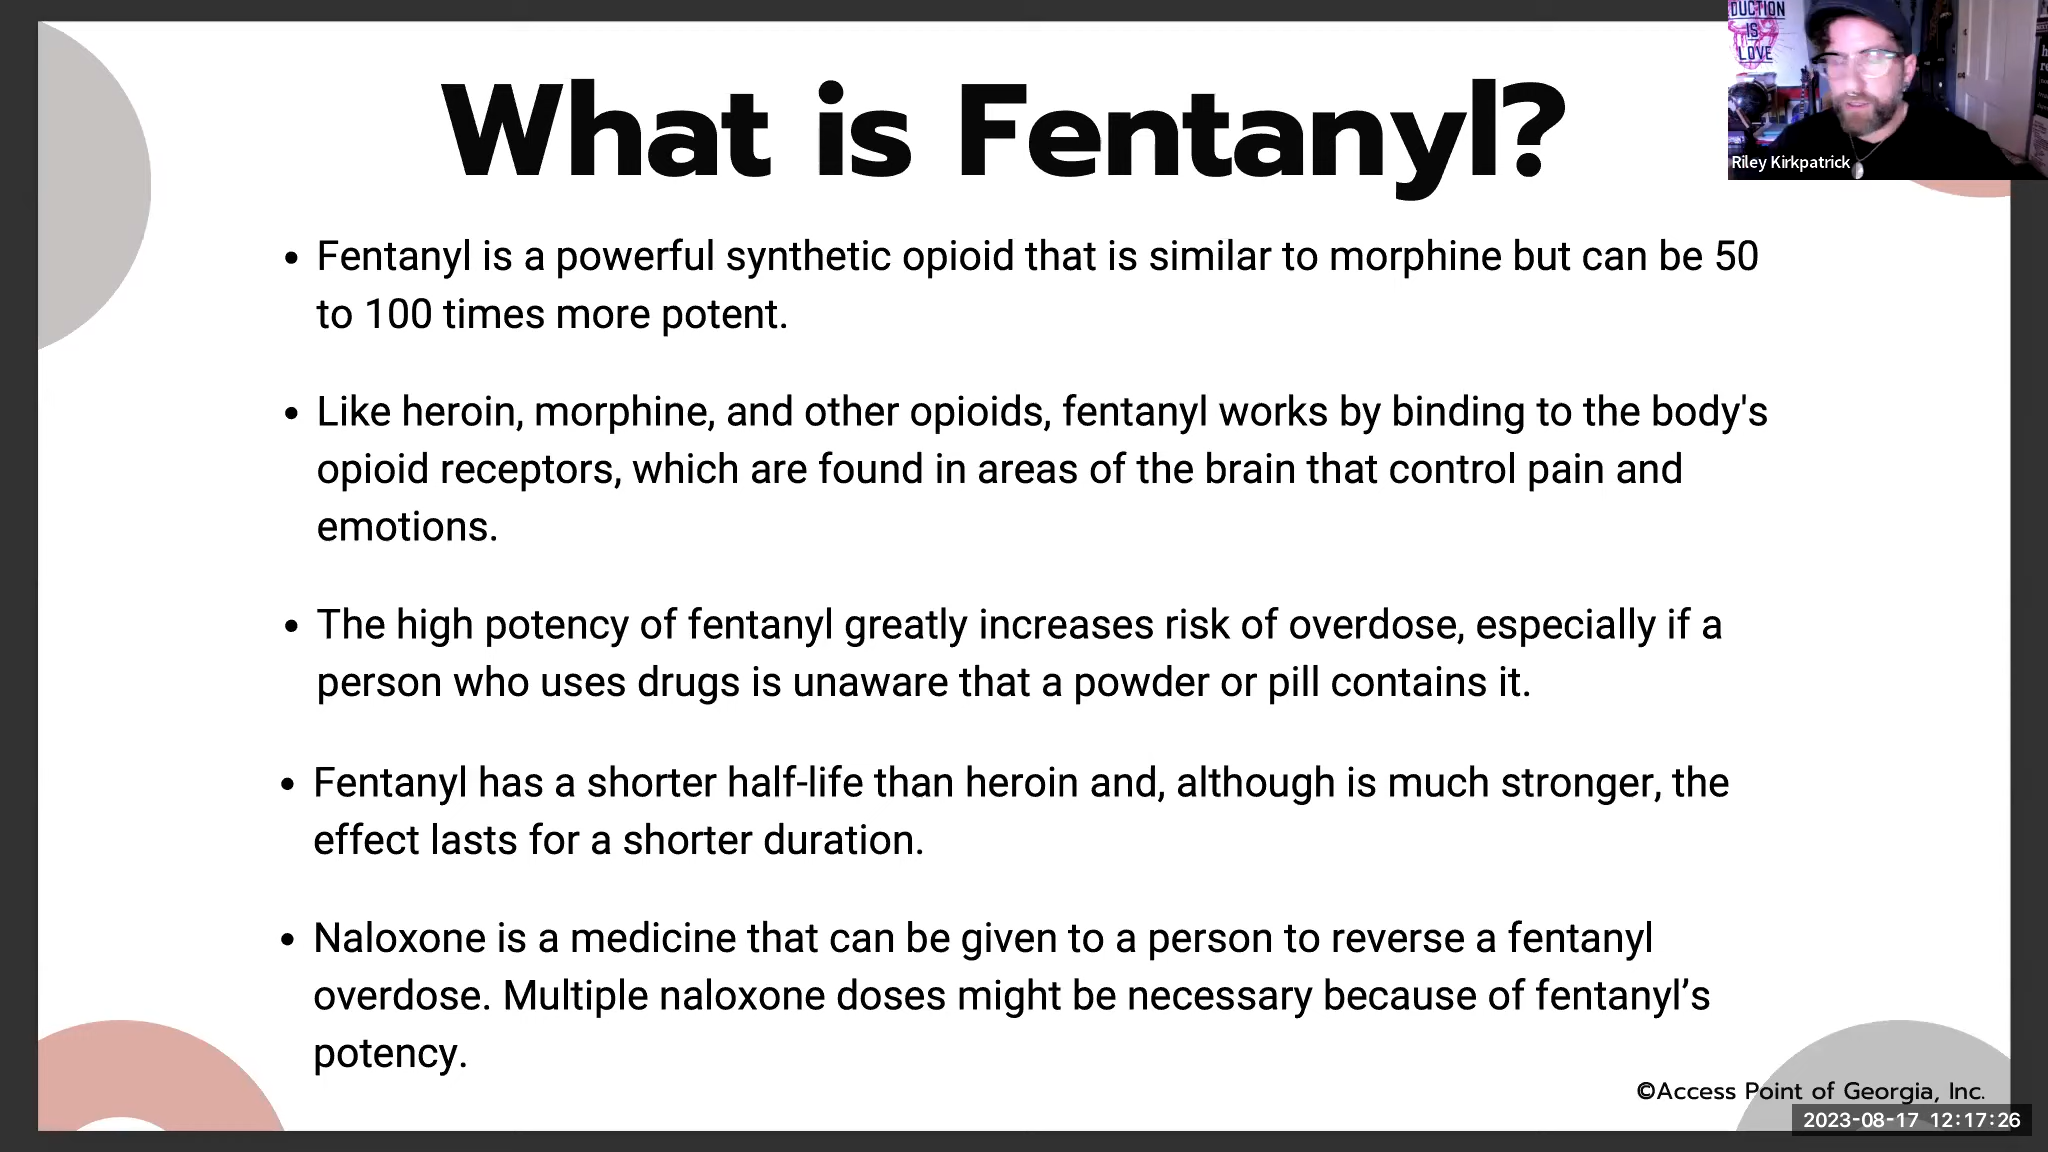 What is Fentanyl?
DUCTION
IS
LOVE
Riley Kirkpatrick
• Fentanyl is a powerful synthetic opioid that is similar to morphine but can be 50
to 100 times more potent.
• Like heroin, morphine, and other opioids, fentanyl works by binding to the body's
opioid receptors, which are found in areas of the brain that control pain and
emotions.
• The high potency of fentanyl greatly increases risk of overdose, especially if a
person who uses drugs is unaware that a powder or pill contains it.
• Fentanyl has a shorter half-life than heroin and, although is much stronger, the
effect lasts for a shorter duration.
• Naloxone is a medicine that can be given to a person to reverse a fentanyl
overdose. Multiple naloxone doses might be necessary because of fentanyl’s
potency.
©Access Point of Georgia, Inc.
2023-08-17 12:17:26